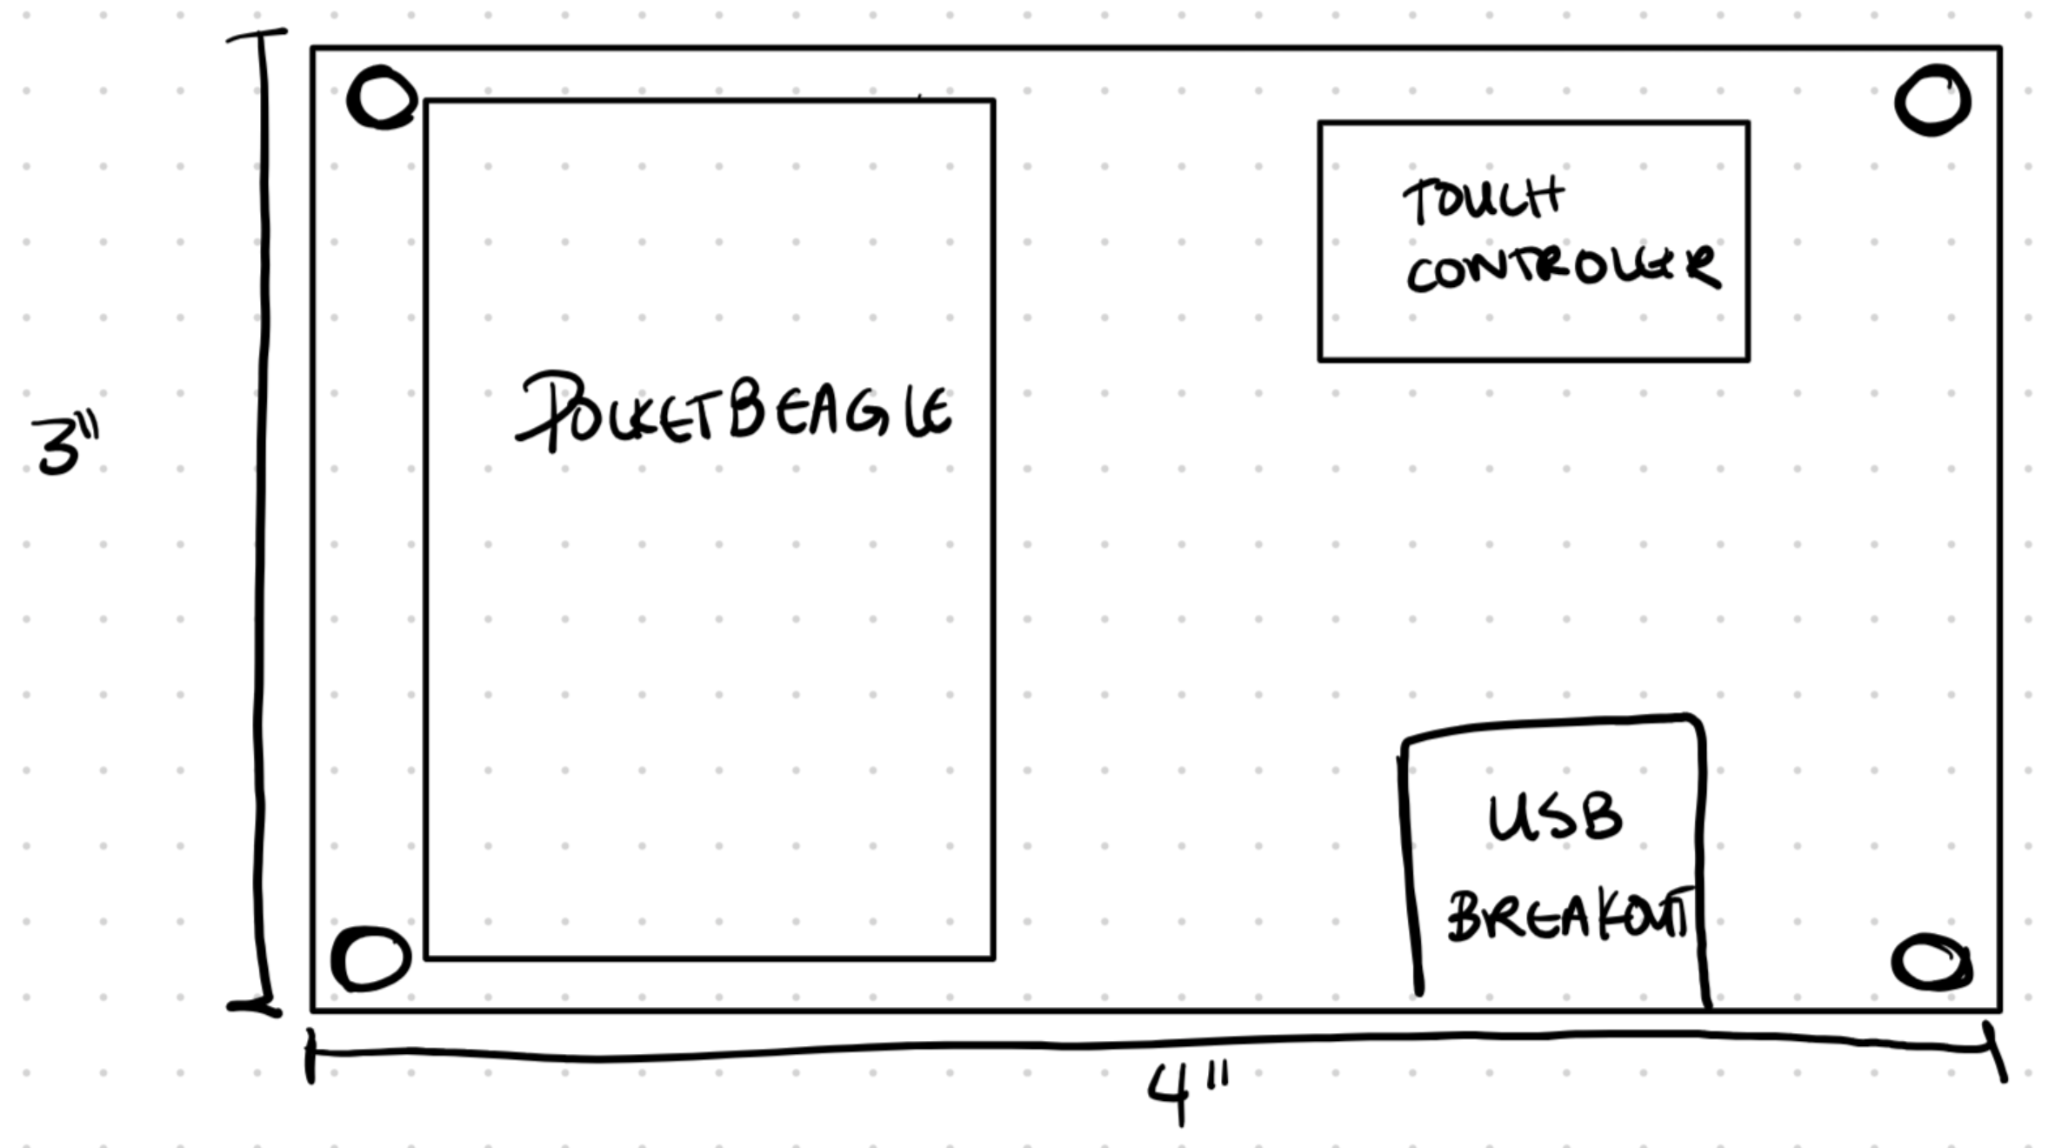 TOUCH
CONTROLLER
POCKETBEAGLE
3"
USB
BREAKOUT
4"